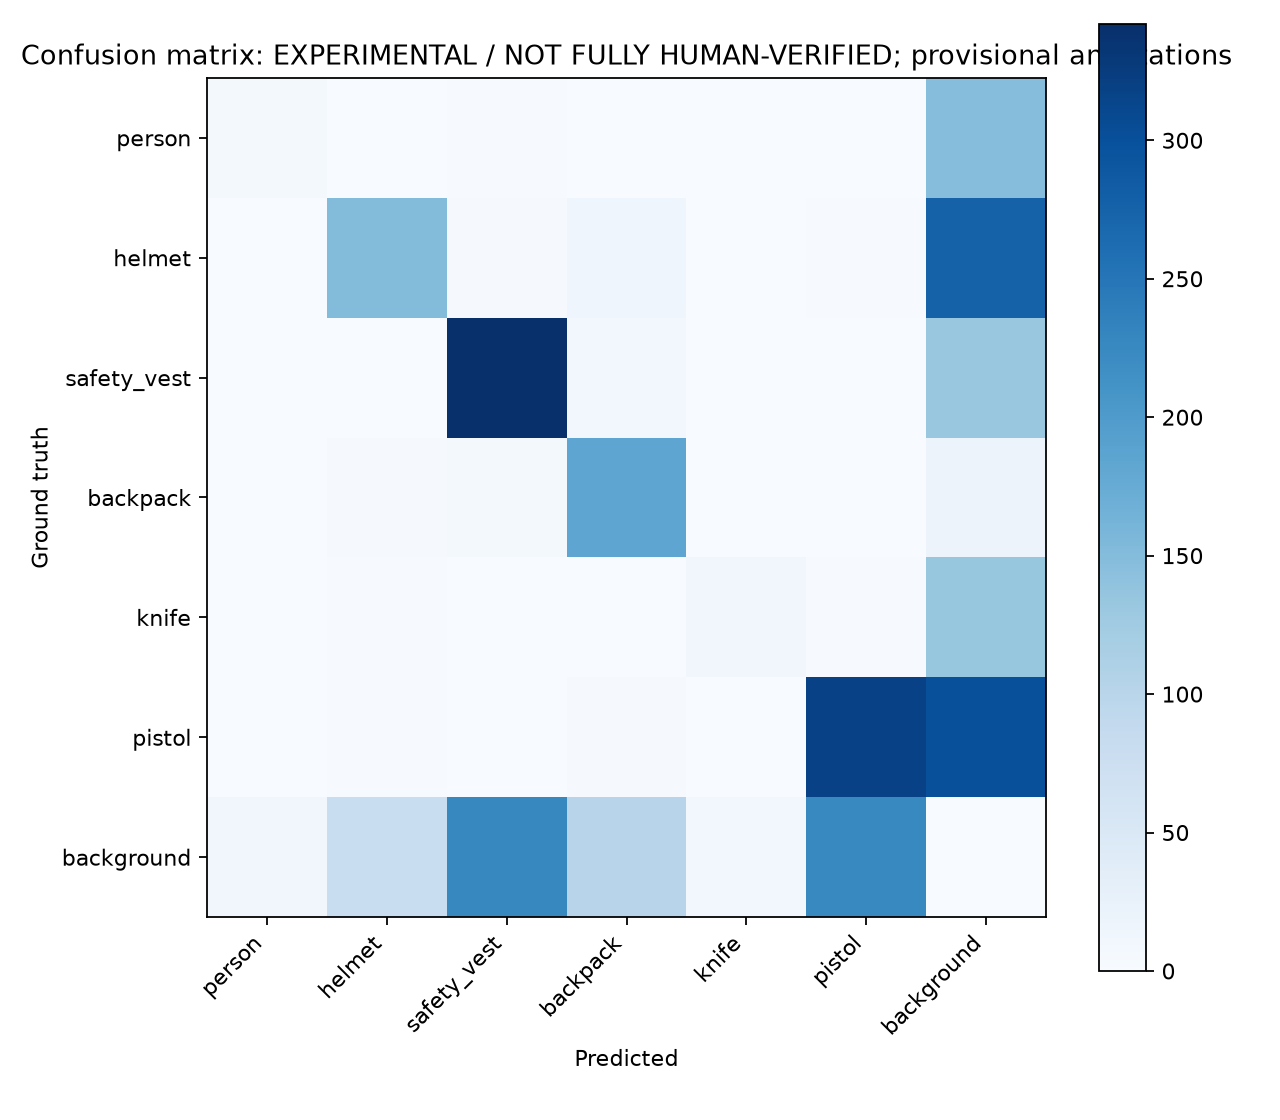 Confusion matrix: EXPERIMENTAL / NOT FULLY HUMAN-VERIFIED; provisional an ations
person
helmet
safety_vest
backpack
knife
pistol
background
Ground truth
person
helmet
safety_vest
backpack
knife
pistol
background
Predicted
300
250
200
150
100
50
0